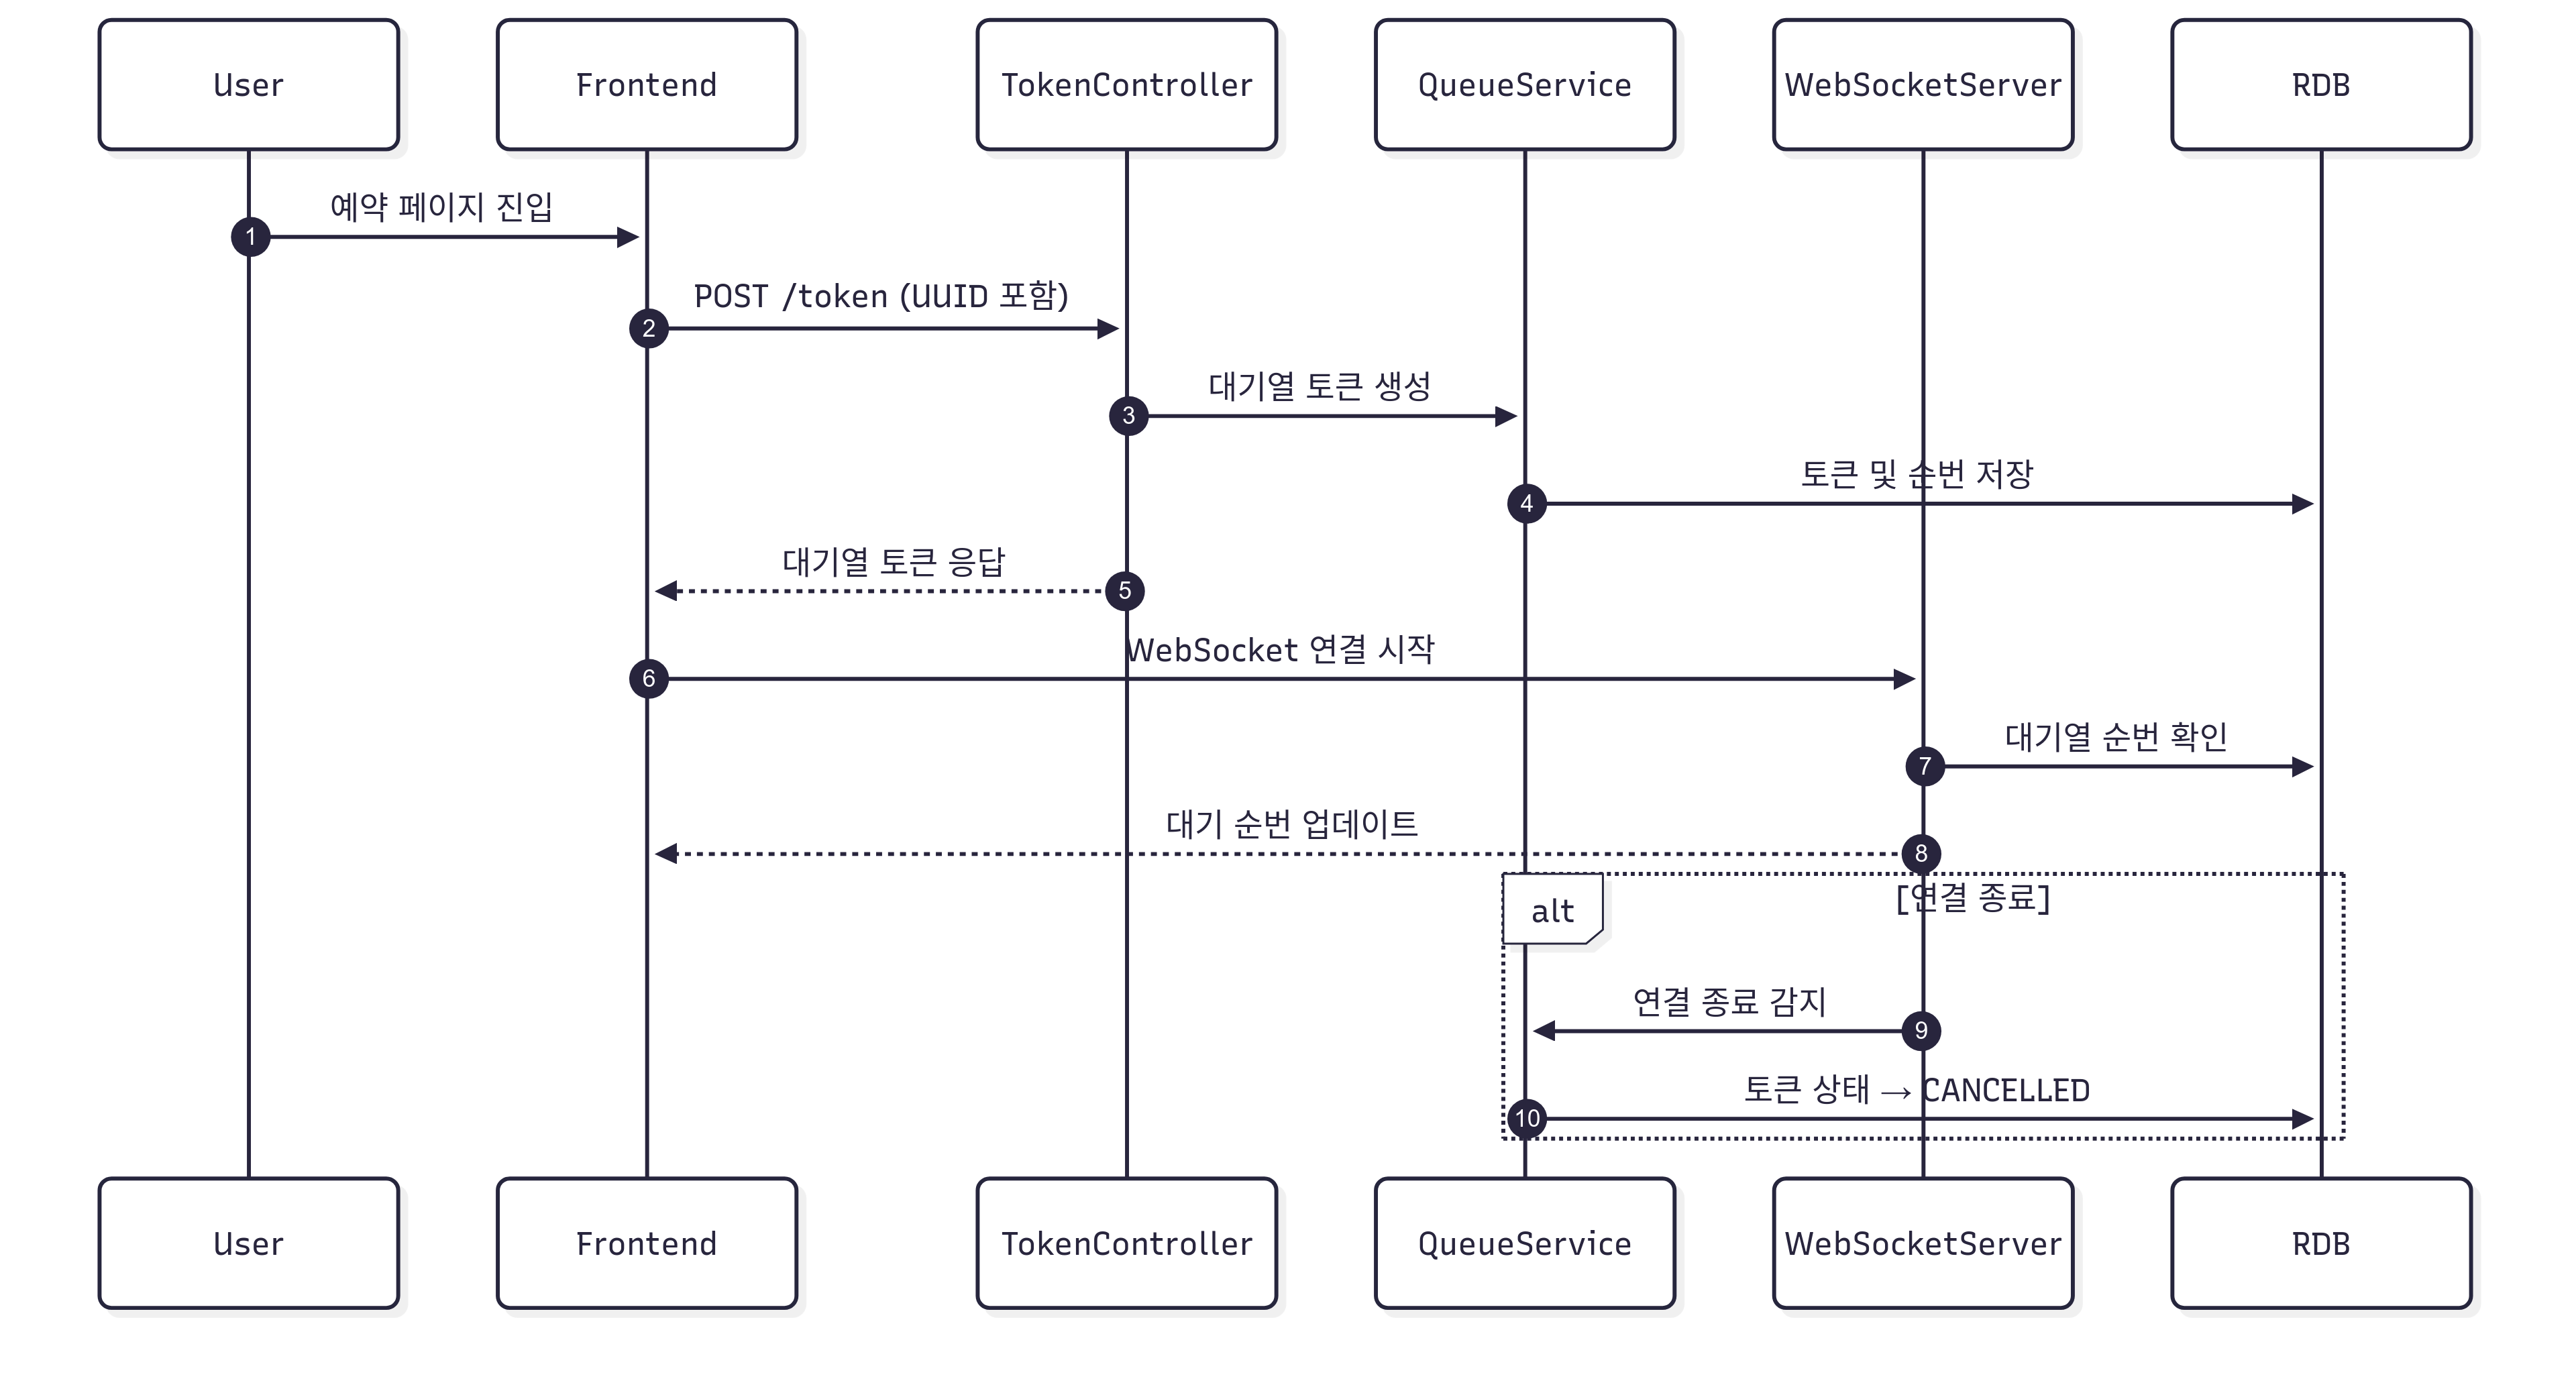 User
Frontend
TokenController
QueueService
WebSocketServer
RDB
예약 페이지 진입
1
POST /token (UUID 포함)
2
대기열 토큰 생성
3
토큰 및 순번 저장
4
대기열 토큰 응답
5
WebSocket 연결 시작
6
대기열 순번 확인
7
대기 순번 업데이트
8
alt
[연결 종료]
연결 종료 감지
9
토큰 상태 → CANCELLED
10
User
Frontend
TokenController
QueueService
WebSocketServer
RDB